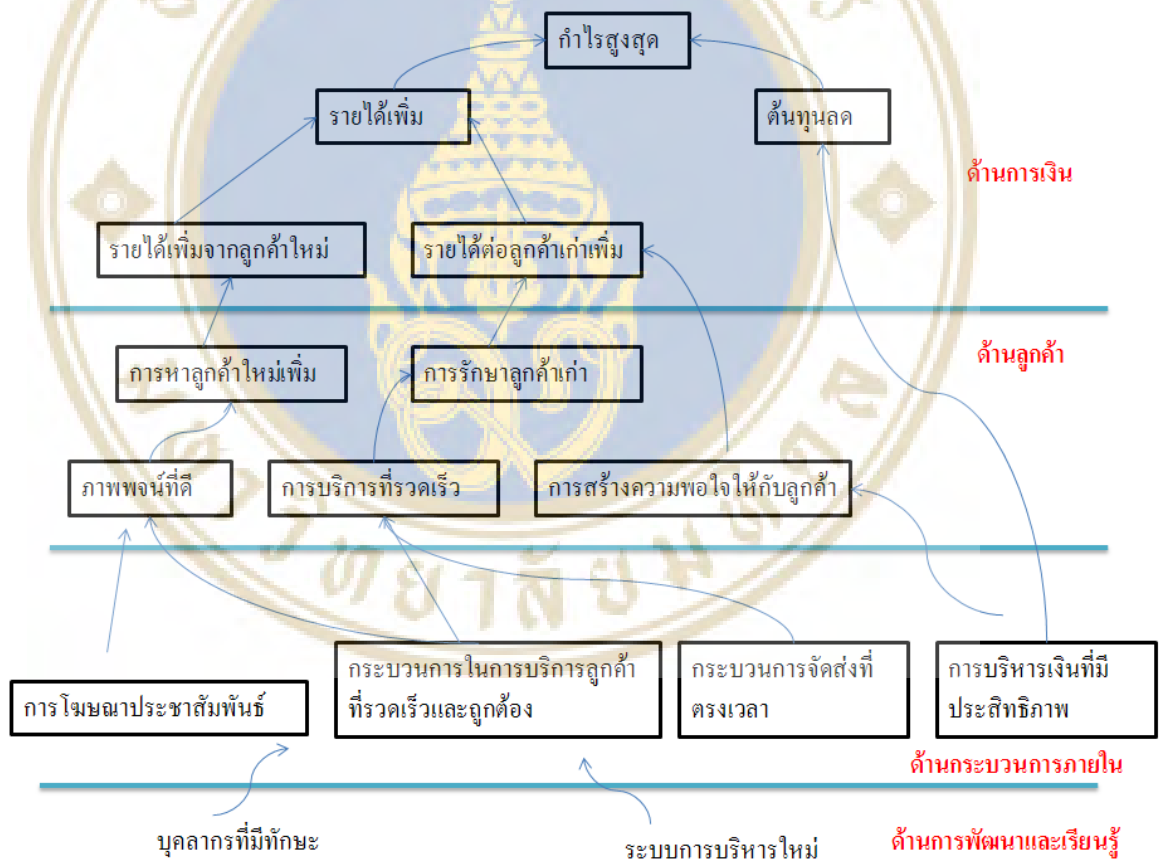 กำไรสูงสุด
รายได้เพิ่ม
ต้นทุนลด
ด้านการเงิน
รายได้เพิ่มจากลูกค้าใหม่
รายได้ต่อลูกค้าเก่าเพิ่ม
ด้านลูกค้า
การหาลูกค้าใหม่เพิ่ม
การรักษาลูกค้าเก่า
ภาพพจน์ที่ดี
การบริการที่รวดเร็ว
การสร้างความพอใจให้กับลูกค้า
การโฆษณาประชาสัมพันธ์
กระบวนการในการบริการลูกค้า
ที่รวดเร็วและถูกต้อง
กระบวนการจัดส่งที่
ตรงเวลา
การบริหารเงินที่มี
ประสิทธิภาพ
ด้านกระบวนการภายใน
บุคลากรที่มีทักษะ
ระบบการบริหารใหม่
ด้านการพัฒนาและเรียนรู้